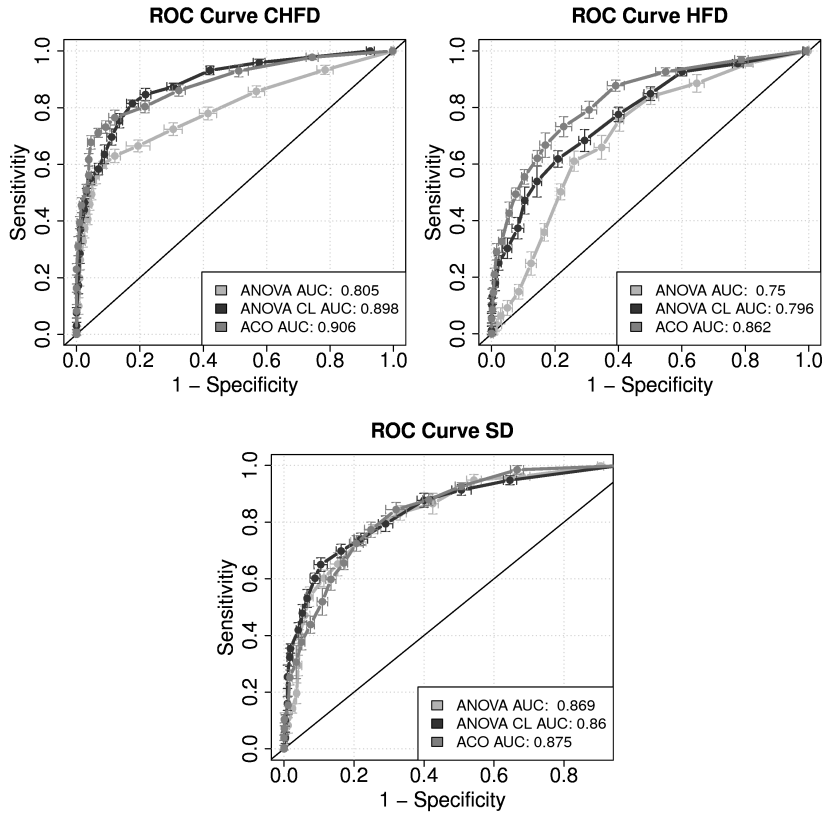 ROC Curve CHFD
Sensitivitiy
0.0 0.2 0.4 0.6 0.8 1.0
ANOVA AUC: 0.805
ANOVA CL AUC: 0.898
ACO AUC: 0.906
0.0 0.2 0.4 0.6 0.8 1.0
1 − Specificity
ROC Curve HFD
Sensitivitiy
0.0 0.2 0.4 0.6 0.8 1.0
ANOVA AUC: 0.75
ANOVA CL AUC: 0.796
ACO AUC: 0.862
0.0 0.2 0.4 0.6 0.8 1.0
1 − Specificity
ROC Curve SD
Sensitivitiy
0.0 0.2 0.4 0.6 0.8 1.0
ANOVA AUC: 0.869
ANOVA CL AUC: 0.86
ACO AUC: 0.875
0.0 0.2 0.4 0.6 0.8
1 − Specificity